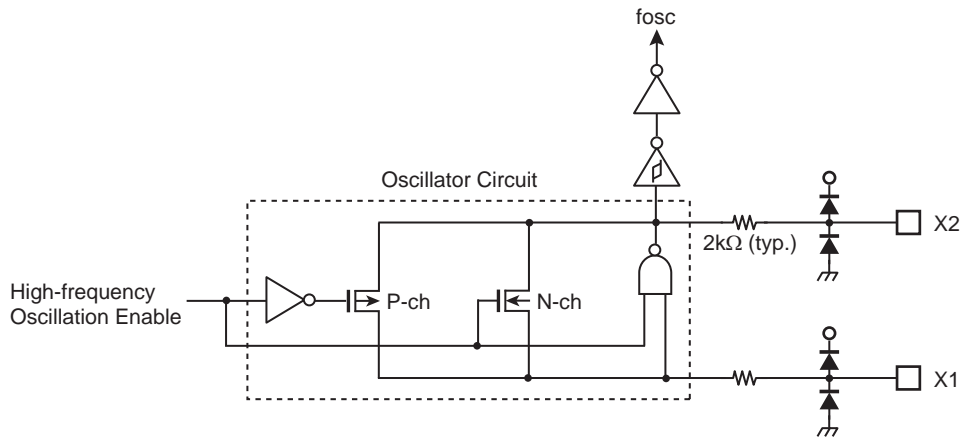 fosc
Oscillator Circuit
X2
2kΩ (typ.)
High-frequency
Oscillation Enable
P-ch
N-ch
X1